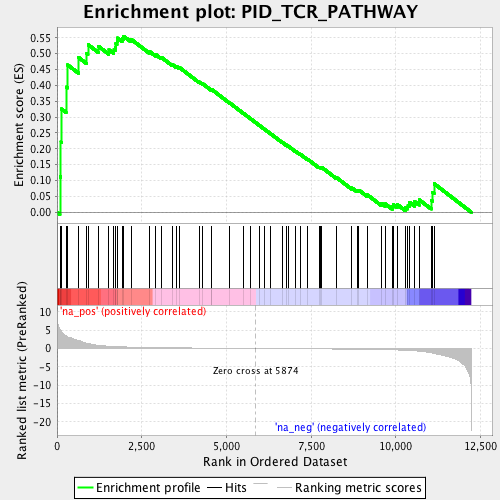 Enrichment plot: PID_TCR_PATHWAY
Enrichment score (ES)
0.55
0.50
0.45
0.40
0.35
0.30
0.25
0.20
0.15
0.10
0.05
0.00
'na_pos' (positively correlated)
Ranked list metric (PreRanked)
10
5
0
-5
-10
-15
-20
Zero cross at 5874
'na_neg' (negatively correlated)
0
2,500
5,000
7,500
10,000
12,500
Rank in Ordered Dataset
Enrichment profile
Hits
Ranking metric scores